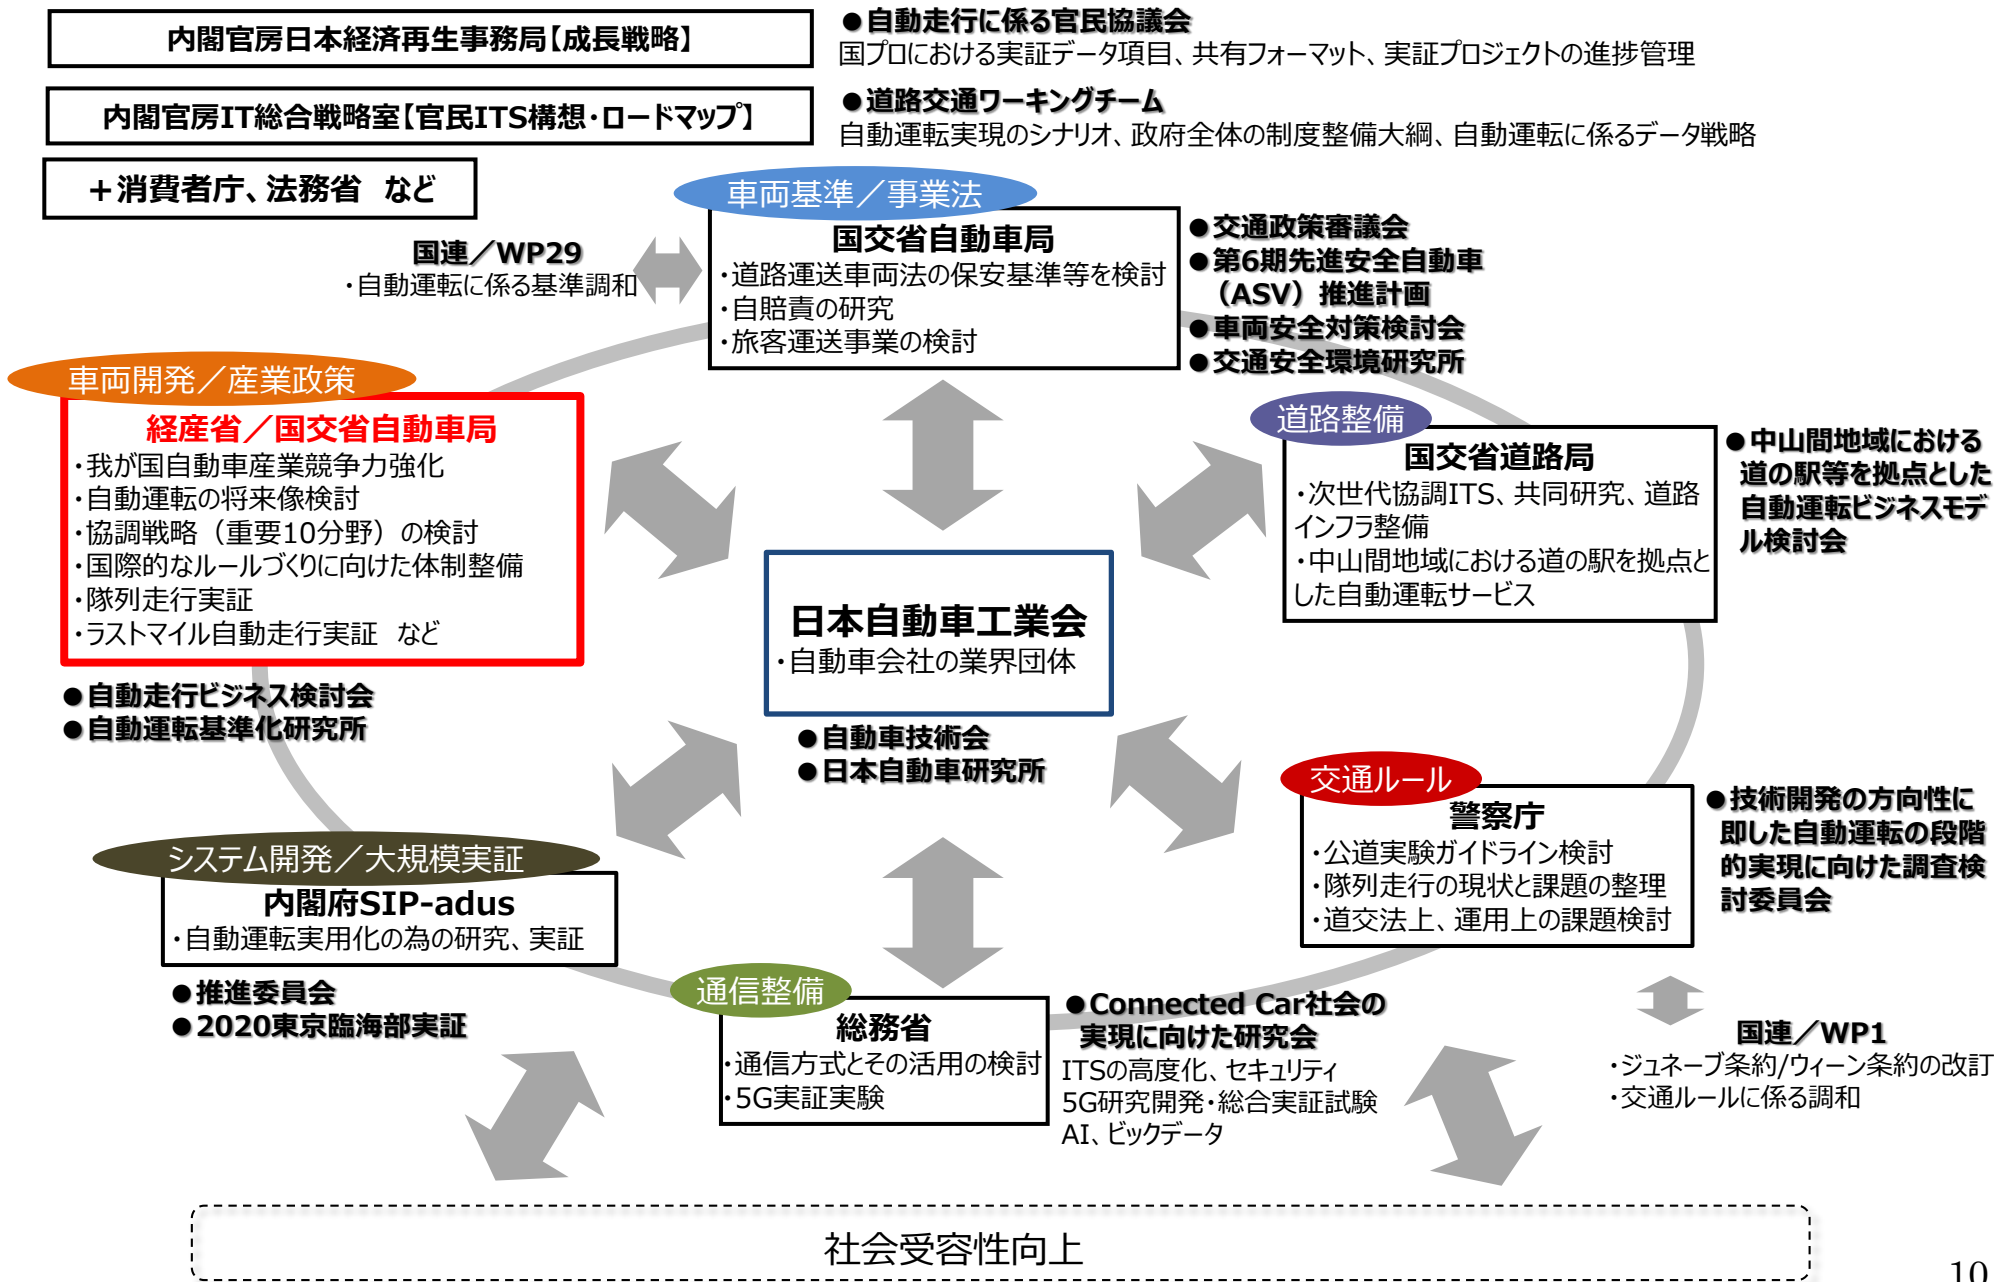 内閣官房日本経済再生事務局【成長戦略】
●自動走行に係る官民協議会
国プロにおける実証データ項目、共有フォーマット、実証プロジェクトの進捗管理
内閣官房IT総合戦略室【官民ITS構想・ロードマップ】
●道路交通ワーキングチーム
自動運転実現のシナリオ、政府全体の制度整備大綱、自動運転に係るデータ戦略
＋消費者庁、法務省　など
車両基準／事業法
国交省自動車局
・道路運送車両法の保安基準等を検討
・自賠責の研究
・旅客運送事業の検討
国連／WP29
・自動運転に係る基準調和
●交通政策審議会
●第6期先進安全自動車
（ASV）推進計画
●車両安全対策検討会
●交通安全環境研究所
車両開発／産業政策
経産省／国交省自動車局
・我が国自動車産業競争力強化
・自動運転の将来像検討
・協調戦略（重要10分野）の検討
・国際的なルールづくりに向けた体制整備
・隊列走行実証
・ラストマイル自動走行実証　など
●自動走行ビジネス検討会
●自動運転基準化研究所
道路整備
国交省道路局
・次世代協調ITS、共同研究、道路
インフラ整備
・中山間地域における道の駅を拠点と
した自動運転サービス
●中山間地域における
道の駅等を拠点とした
自動運転ビジネスモデ
ル検討会
日本自動車工業会
・自動車会社の業界団体
●自動車技術会
●日本自動車研究所
交通ルール
警察庁
・公道実験ガイドライン検討
・隊列走行の現状と課題の整理
・道交法上、運用上の課題検討
●技術開発の方向性に
即した自動運転の段階
的実現に向けた調査検
討委員会
システム開発／大規模実証
内閣府SIP-adus
・自動運転実用化の為の研究、実証
●推進委員会
●2020東京臨海部実証
通信整備
総務省
・通信方式とその活用の検討
・5G実証実験
●Connected Car社会の
実現に向けた研究会
ITSの高度化、セキュリティ
5G研究開発・総合実証試験
AI、ビックデータ
国連／WP1
・ジュネーブ条約/ウィーン条約の改訂
・交通ルールに係る調和
社会受容性向上
10